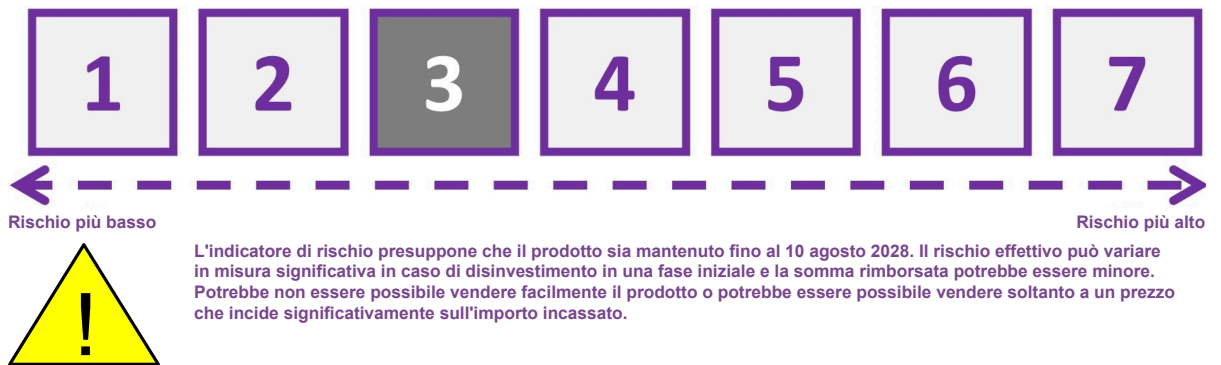 1 2 3 4 5 6 7
Rischio più basso Rischio più alto
!
L'indicatore di rischio presuppone che il prodotto sia mantenuto fino al 10 agosto 2028. Il rischio effettivo può variare
in misura significativa in caso di disinvestimento in una fase iniziale e la somma rimborsata potrebbe essere minore.
Potrebbe non essere possibile vendere facilmente il prodotto o potrebbe essere possibile vendere soltanto a un prezzo
che incide significativamente sull'importo incassato.